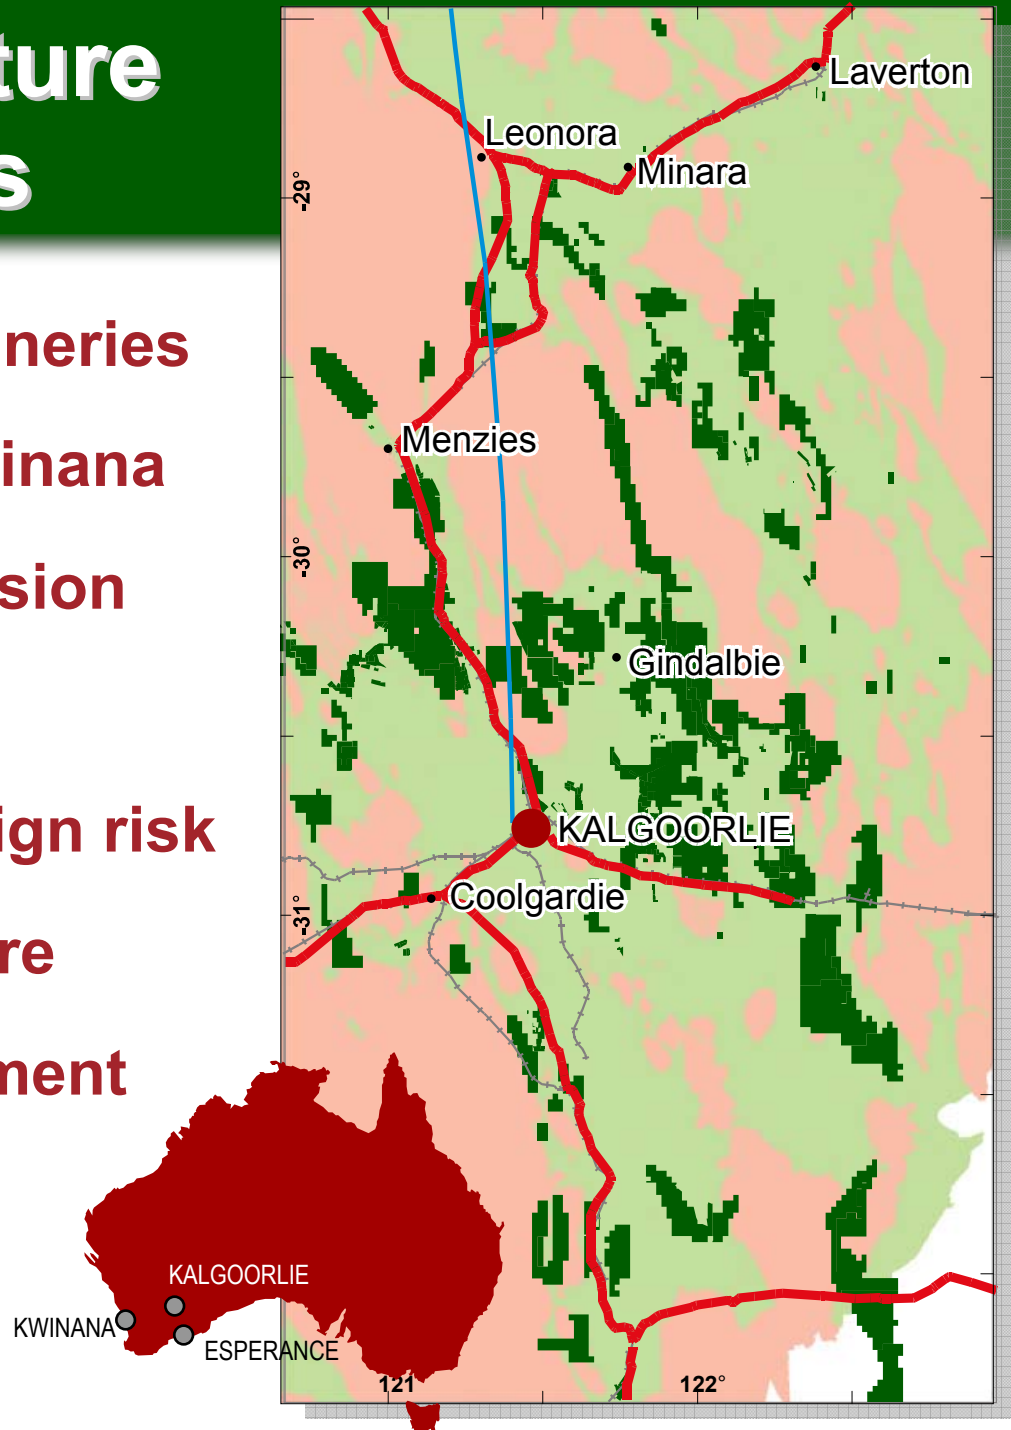 ture
s
neries
inana
sion
ign risk
re
ment
Laverton
Leonora
Minara
-29°
Menzies
-30°
Gindalbie
KALGOORLIE
Coolgardie
-31°
KALGOORLIE
KWINANA
ESPERANCE
121
122°